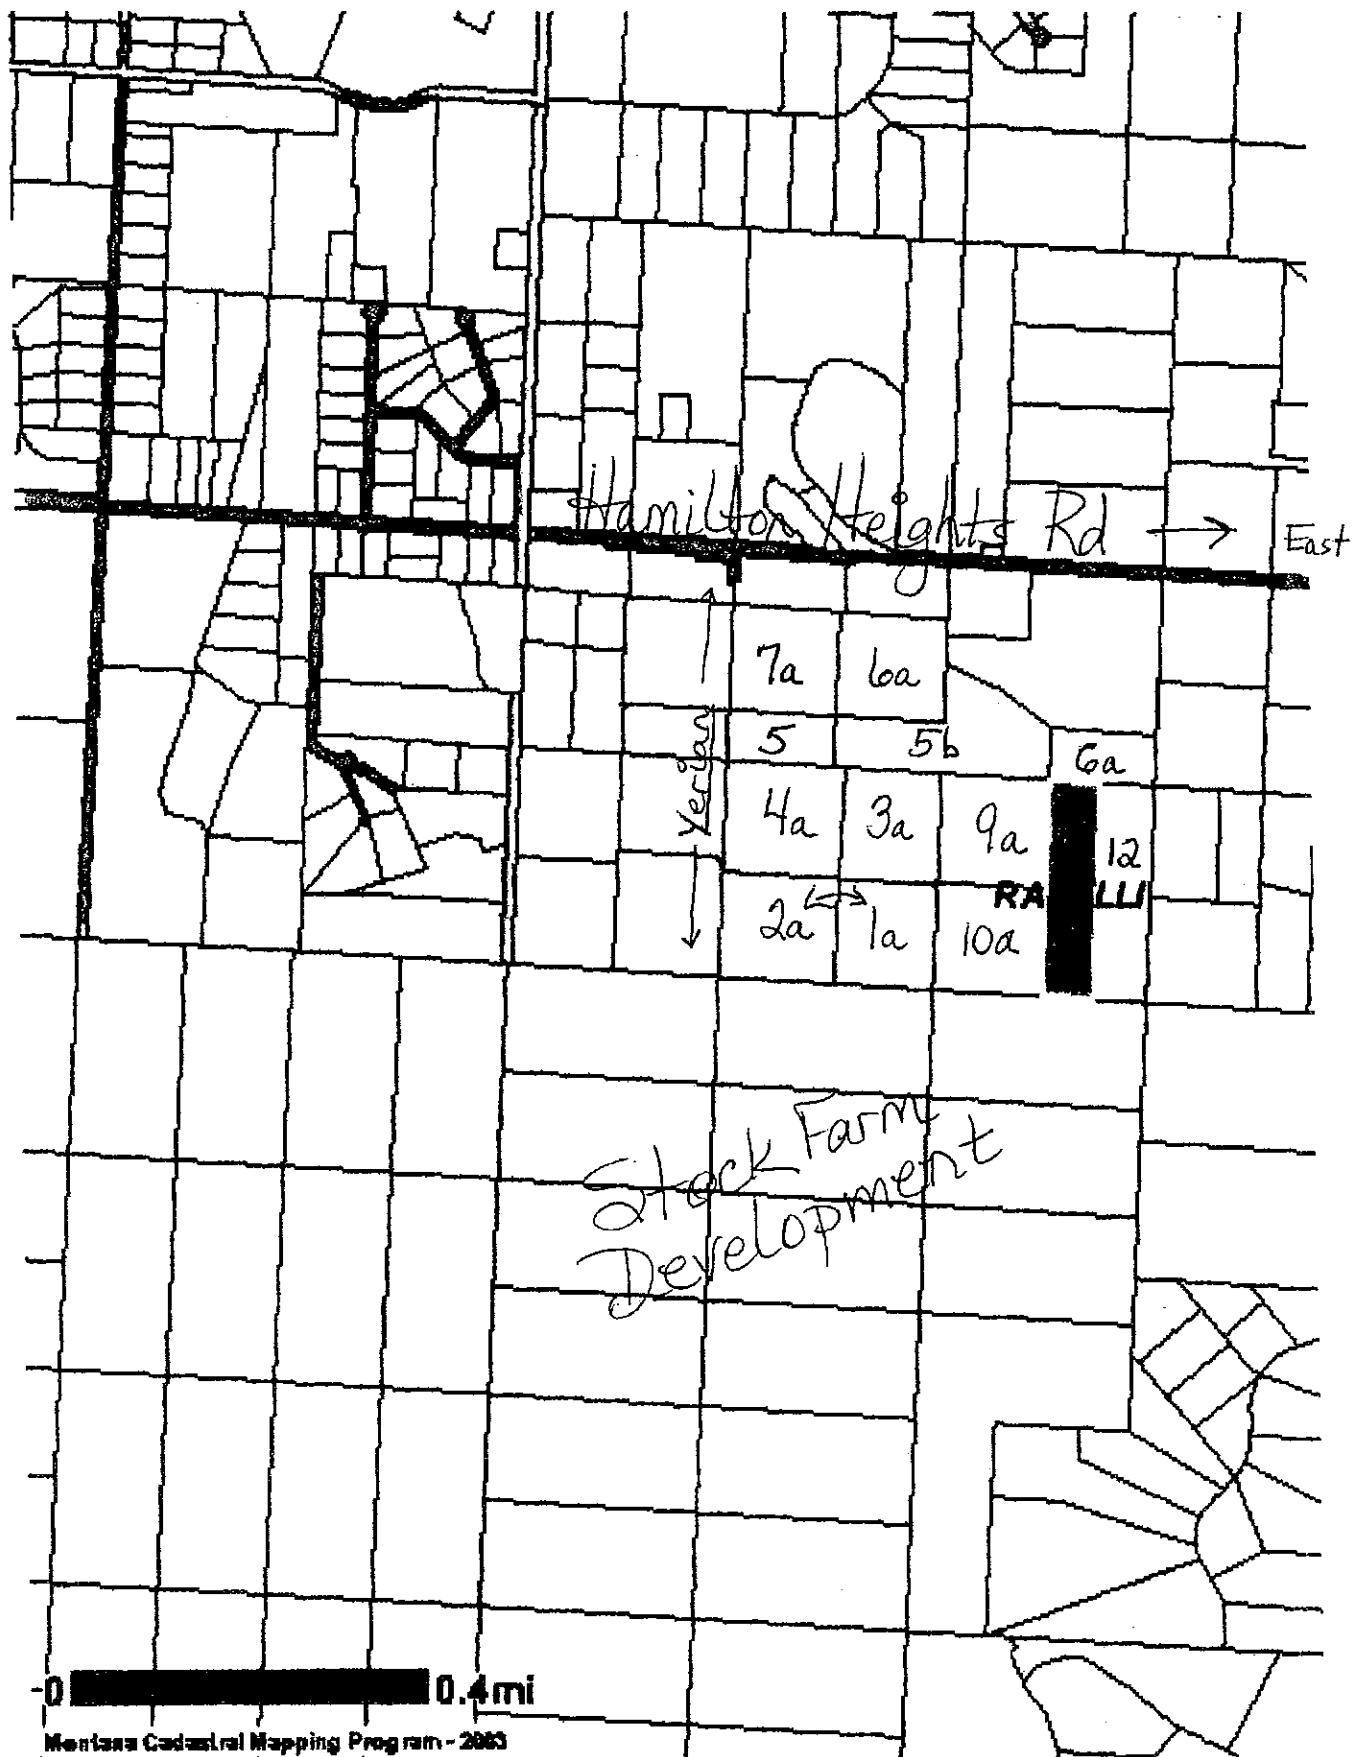 Hamilton Heights Rd → East
7a 6a
Yerian
5 5b
6a
4a 3a 9a
12
RA LLI
2a 1a 10a
Stock Farm
Development
0 0.4mi
Montana Cadastral Mapping Program - 2003